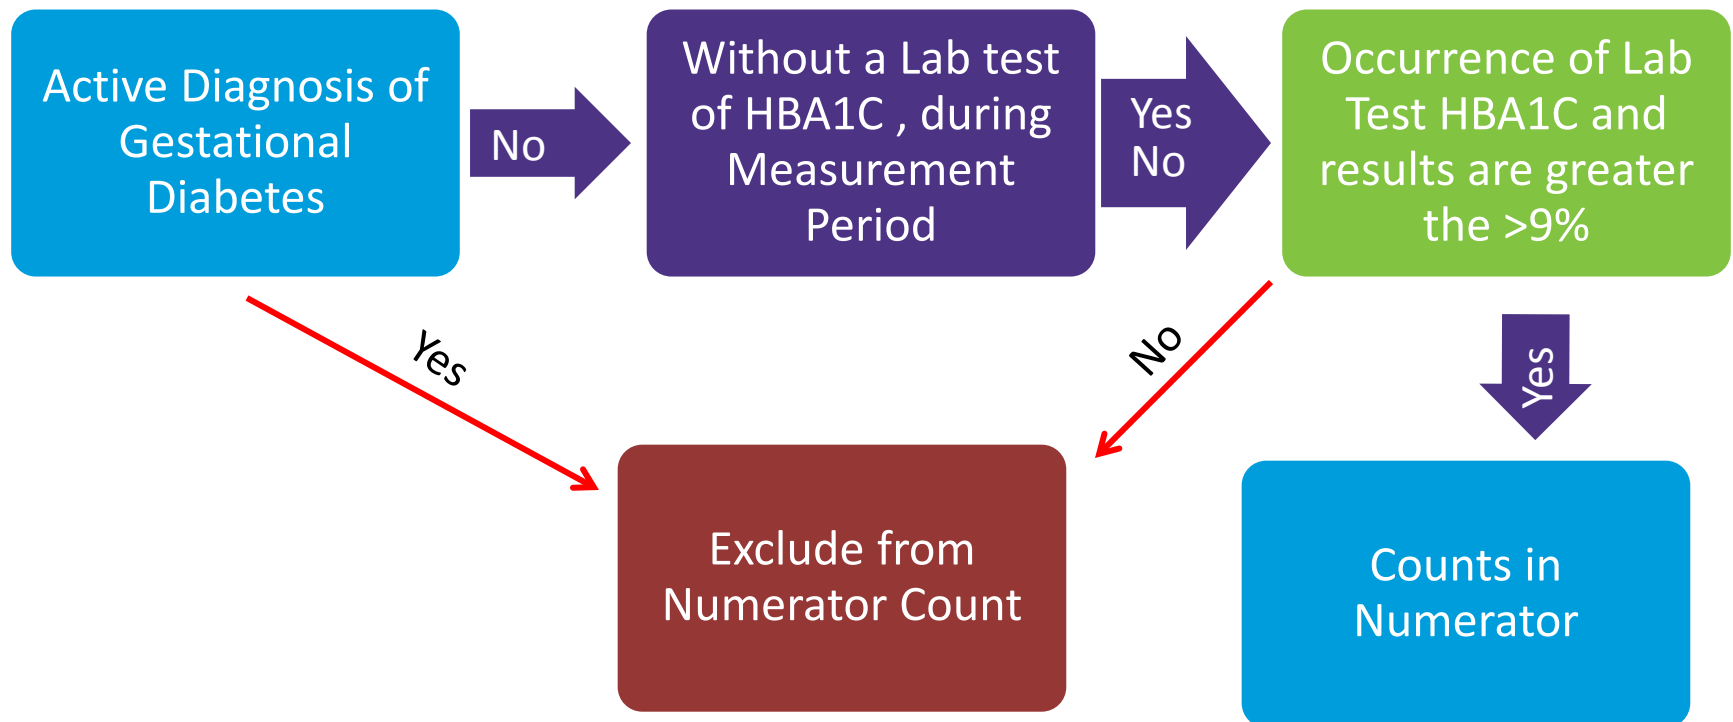 Active Diagnosis of
Gestational
Diabetes
No
Without a Lab test
of HBA1C , during
Measurement
Period
Yes
No
Occurrence of Lab
Test HBA1C and
results are greater
the >9%
Yes
No
Yes
Exclude from
Numerator Count
Counts in
Numerator